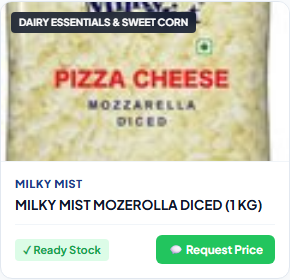 DAIRY ESSENTIALS & SWEET CORN
PIZZA CHEESE
MOZZARELLA
DICED
MILKY MIST
MILKY MIST MOZEROLLA DICED (1 KG)
✓ Ready Stock
Request Price